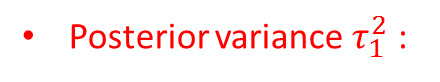 • Posterior variance τ₁² :